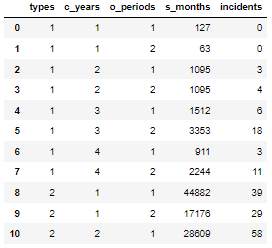 types c_years o_periods s_months incidents
0 1 1 1 127 0
1 1 1 2 63 0
2 1 2 1 1095 3
3 1 2 2 1095 4
4 1 3 1 1512 6
5 1 3 2 3353 18
6 1 4 1 911 3
7 1 4 2 2244 11
8 2 1 1 44882 39
9 2 1 2 17176 29
10 2 2 1 28609 58